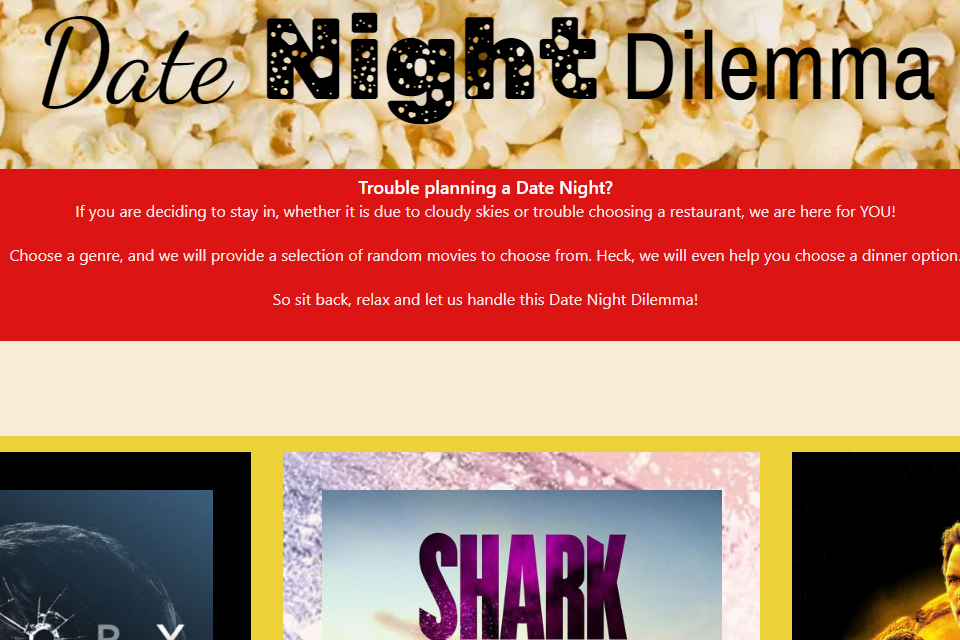 Date Night Dilemma
Trouble planning a Date Night?
If you are deciding to stay in, whether it is due to cloudy skies or trouble choosing a restaurant, we are here for YOU!
Choose a genre, and we will provide a selection of random movies to choose from. Heck, we will even help you choose a dinner option.
So sit back, relax and let us handle this Date Night Dilemma!
SHARK